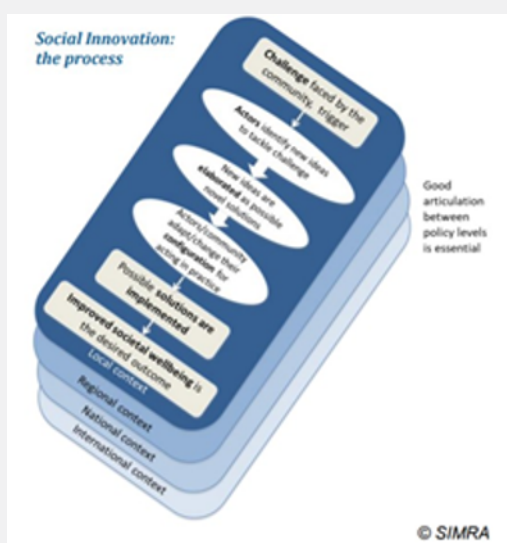 Social Innovation:
the process
Challenge faced by the
community, trigger
Actors identify new ideas
to tackle challenge
New ideas are
elaborated as possible
novel solutions
Actors/community
adapt/change their
configuration for
acting in practice
Possible solutions are
implemented
Improved societal wellbeing is
the desired outcome
Local context
Regional context
National context
International context
Good
articulation
between
policy levels
is essential
© SIMRA